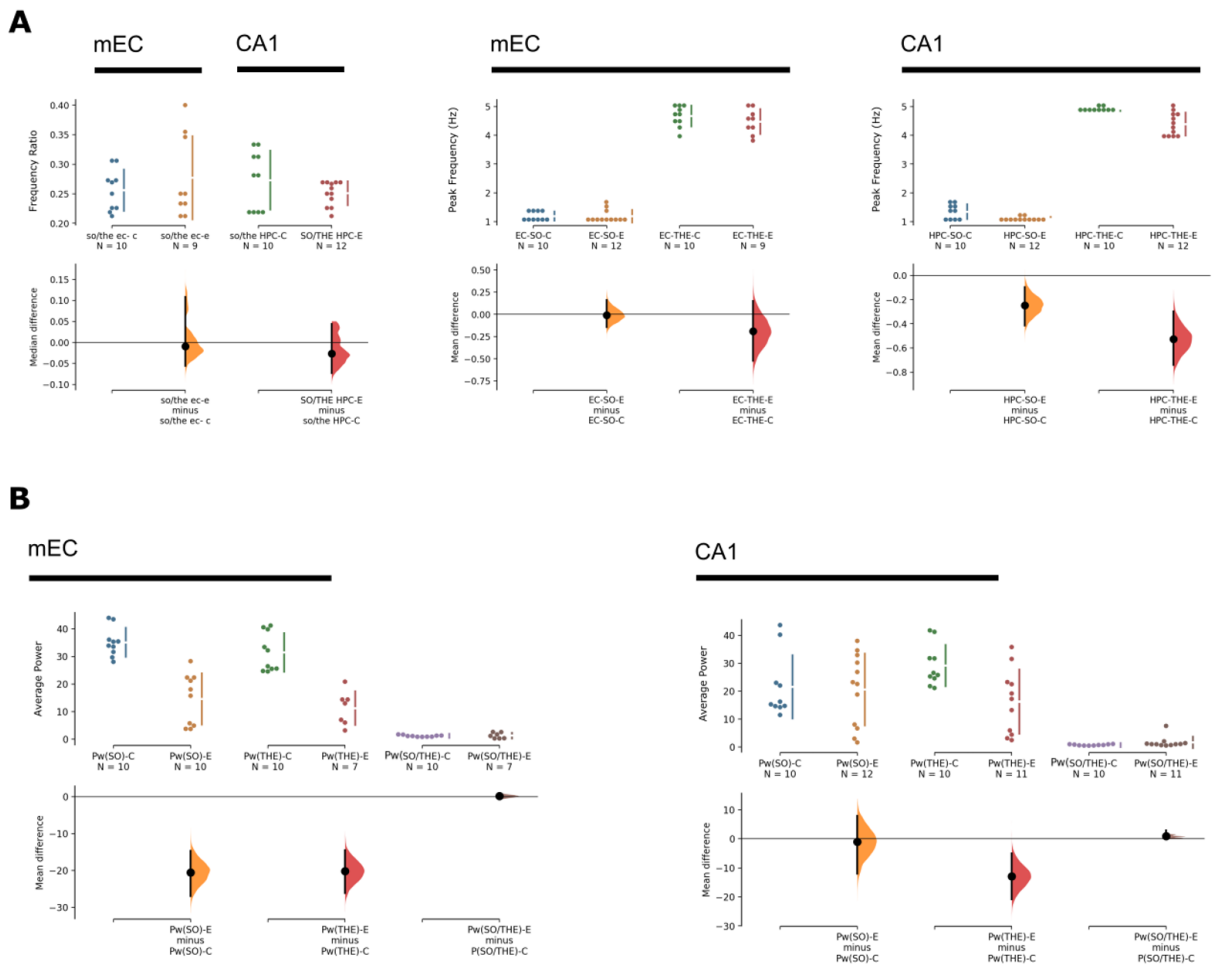 A
mEC
CA1
Frequency Ratio
0.40
0.35
0.30
0.25
0.20
so/the ec- c
N = 10
so/the ec-e
N = 9
so/the HPC-C
N = 10
SO/THE HPC-E
N = 12
Median difference
0.15
0.10
0.05
0.00
−0.05
−0.10
so/the ec-e
minus
so/the ec- c
SO/THE HPC-E
minus
so/the HPC-C
mEC
Peak Frequency (Hz)
5
4
3
2
1
EC-SO-C
N = 10
EC-SO-E
N = 12
EC-THE-C
N = 10
EC-THE-E
N = 9
Mean difference
0.50
0.25
0.00
−0.25
−0.50
−0.75
EC-SO-E
minus
EC-SO-C
EC-THE-E
minus
EC-THE-C
CA1
Peak Frequency (Hz)
5
4
3
2
1
HPC-SO-C
N = 10
HPC-SO-E
N = 12
HPC-THE-C
N = 10
HPC-THE-E
N = 12
Mean difference
0.0
−0.2
−0.4
−0.6
−0.8
HPC-SO-E
minus
HPC-SO-C
HPC-THE-E
minus
HPC-THE-C
B
mEC
Average Power
40
30
20
10
0
Pw(SO)-C
N = 10
Pw(SO)-E
N = 10
Pw(THE)-C
N = 10
Pw(THE)-E
N = 7
Pw(SO/THE)-C
N = 10
Pw(SO/THE)-E
N = 7
Mean difference
0
−10
−20
−30
Pw(SO)-E
minus
Pw(SO)-C
Pw(THE)-E
minus
Pw(THE)-C
Pw(SO/THE)-E
minus
P(SO/THE)-C
CA1
Average Power
40
30
20
10
0
Pw(SO)-C
N = 10
Pw(SO)-E
N = 12
Pw(THE)-C
N = 10
Pw(THE)-E
N = 11
Pw(SO/THE)-C
N = 10
Pw(SO/THE)-E
N = 11
Mean difference
10
0
−10
−20
−30
Pw(SO)-E
minus
Pw(SO)-C
Pw(THE)-E
minus
Pw(THE)-C
Pw(SO/THE)-E
minus
P(SO/THE)-C